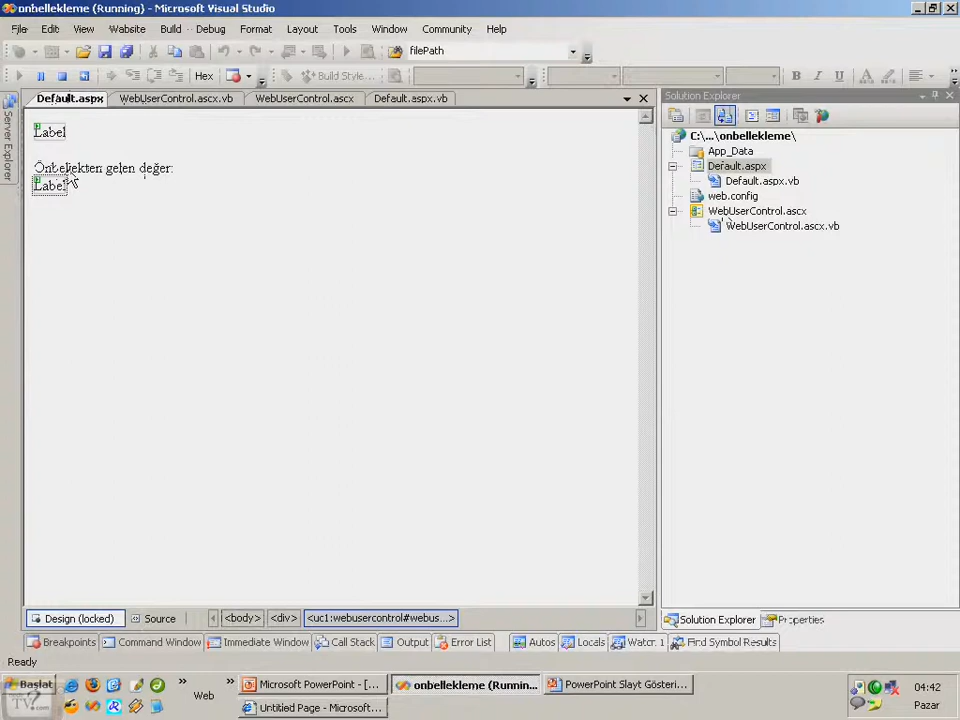 onbellekleme (Running) - Microsoft Visual Studio
File Edit View Website Build Debug Format Layout Tools Window Community Help
filePath
Hex Build Style... B I U A
Default.aspx WebUserControl.ascx.vb WebUserControl.ascx Default.aspx.vb
Solution Explorer
Server Explorer
Label
Önbellekten gelen değer:
Label
C:\...\onbellekleme\
App_Data
Default.aspx
Default.aspx.vb
web.config
WebUserControl.ascx
WebUserControl.ascx.vb
Design (locked) Source <body> <div> <uc1:webusercontrol#webus...>
Solution Explorer Properties
Breakpoints Command Window Immediate Window Call Stack Output Error List Autos Locals Watch 1 Find Symbol Results
Ready
Başlat Web Microsoft PowerPoint - [... onbellekleme (Runnin... PowerPoint Slayt Gösteri...
Untitled Page - Microsoft...
04:42
Pazar
TV